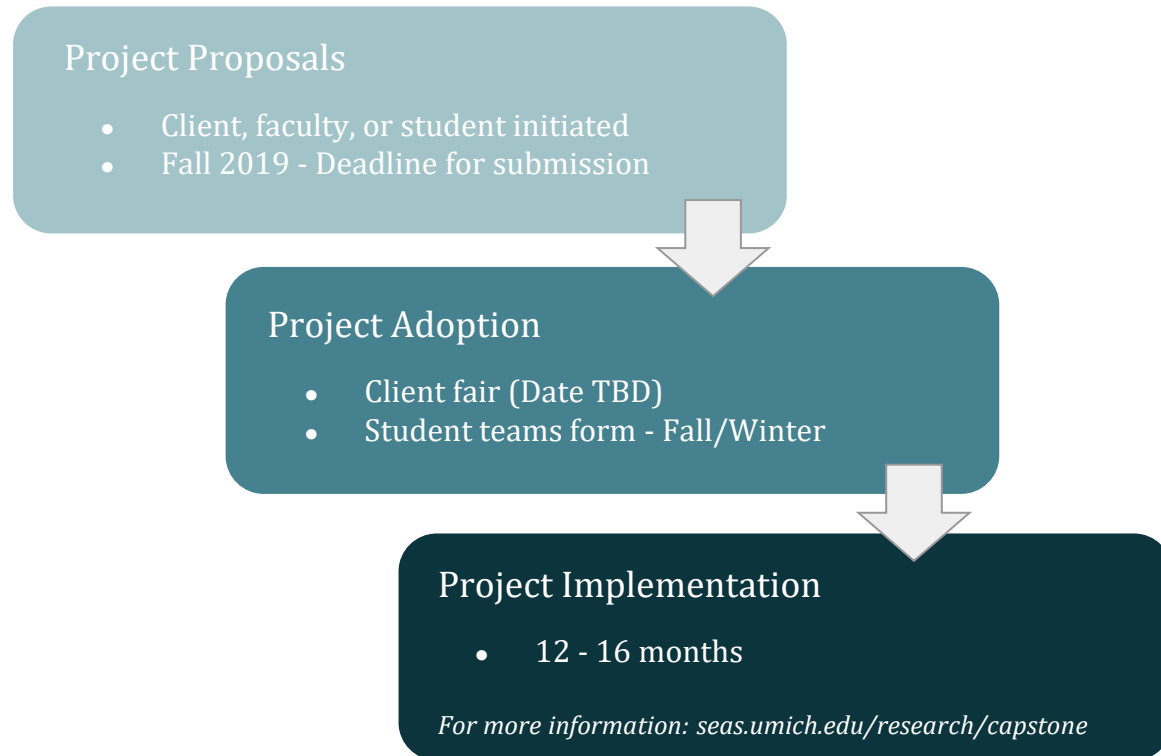 Project Proposals
● Client, faculty, or student initiated
● Fall 2019 - Deadline for submission
Project Adoption
● Client fair (Date TBD)
● Student teams form - Fall/Winter
Project Implementation
● 12 - 16 months
For more information: seas.umich.edu/research/capstone